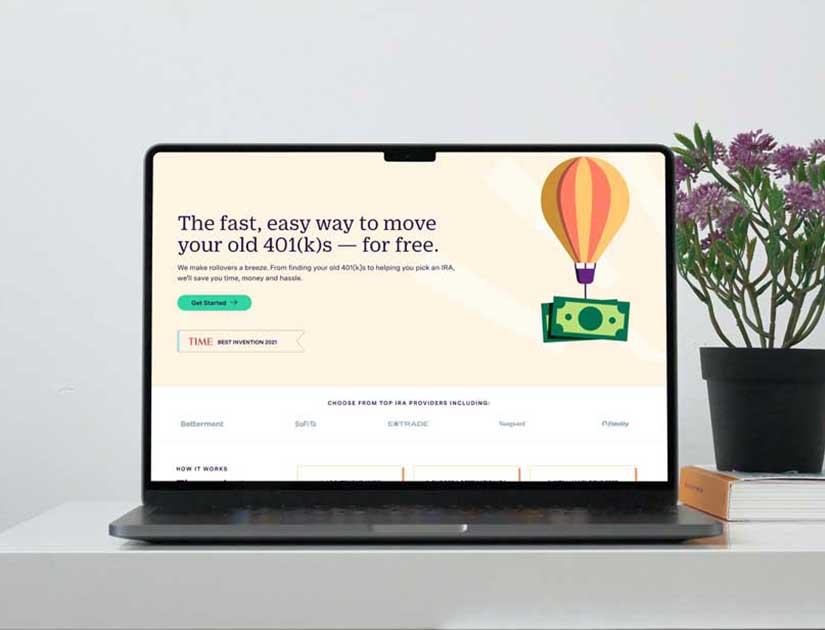 The fast, easy way to move
your old 401(k)s — for free.
We make rollovers a breeze. From finding your old 401(k)s to helping you pick an IRA,
we'll save you time, money and hassle.
Get Started →
TIME BEST INVENTION 2021
CHOOSE FROM TOP IRA PROVIDERS INCLUDING:
Betterment SoFi E*TRADE Vanguard Fidelity
HOW IT WORKS